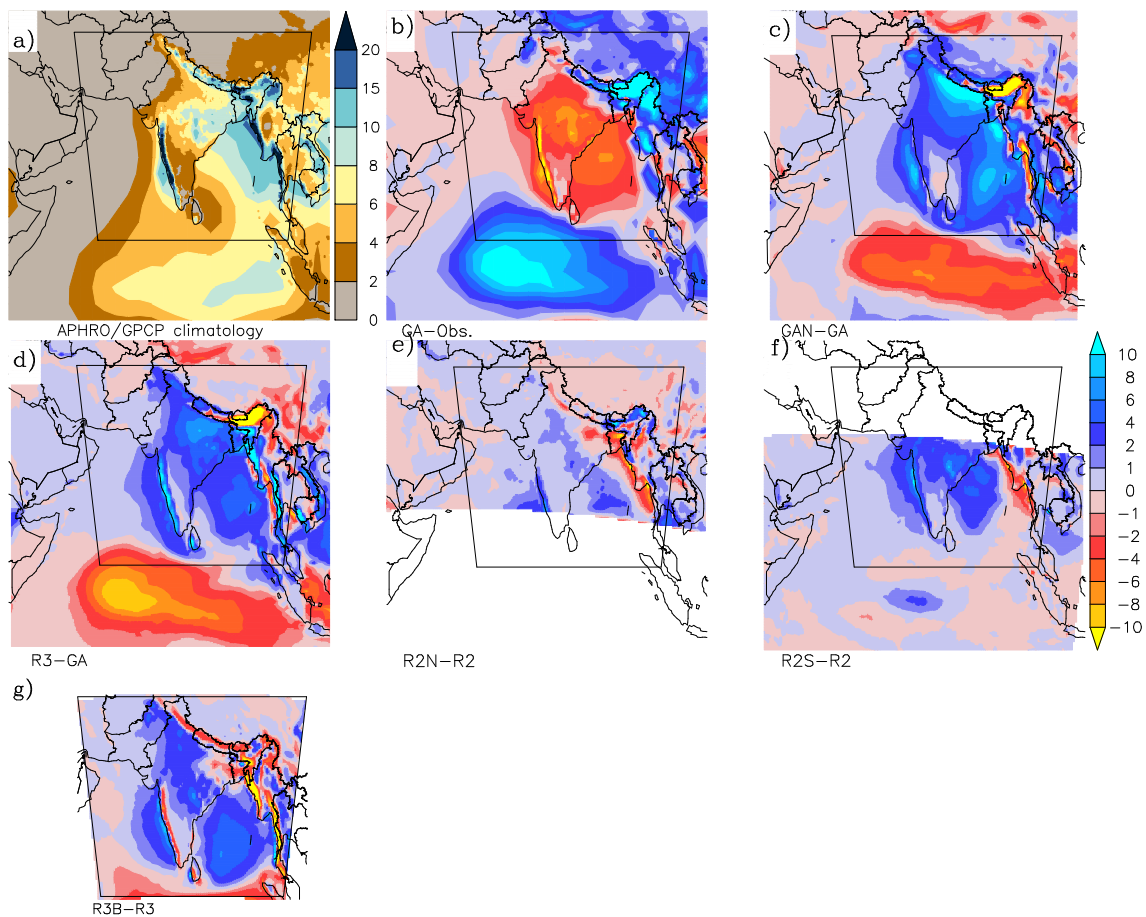 a)
20
15
10
8
6
4
2
0
APHRO/GPCP climatology
b)
GA-Obs.
c)
GAN-GA
d)
R3-GA
e)
R2N-R2
f)
R2S-R2
10
8
6
4
2
1
0
-1
-2
-4
-6
-8
-10
g)
R3B-R3